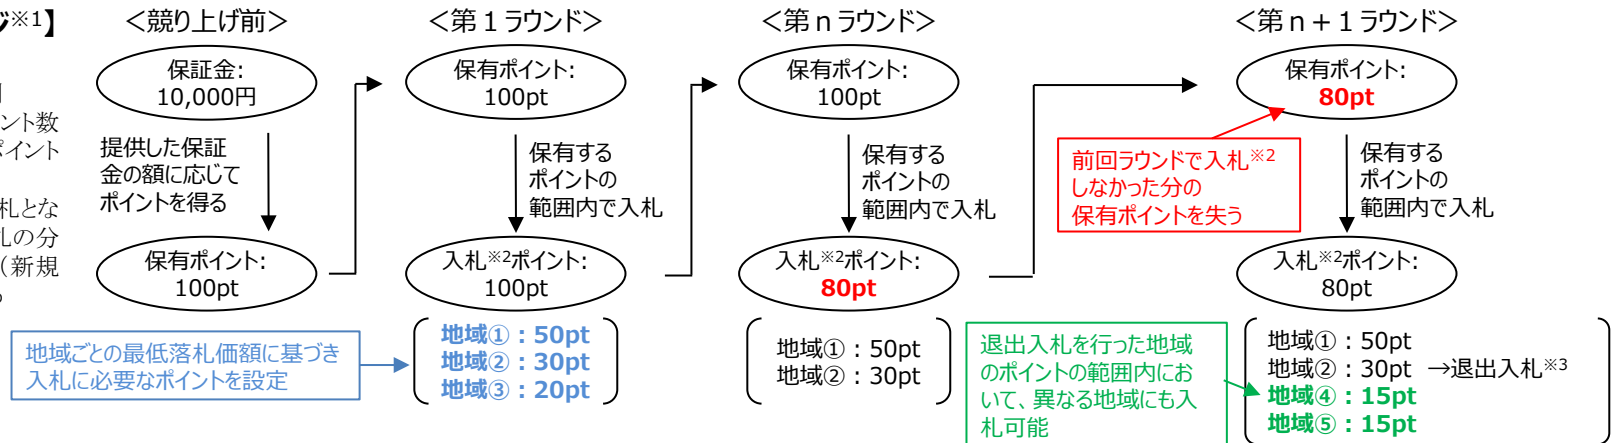 ジ※1】
ント数
ポイント
札とな
札の分
（新規
＜競り上げ前＞
保証金:
10,000円
提供した保証
金の額に応じて
ポイントを得る
保有ポイント:
100pt
＜第１ラウンド＞
保有ポイント:
100pt
保有する
ポイントの
範囲内で入札
入札※2ポイント:
100pt
地域ごとの最低落札価額に基づき
入札に必要なポイントを設定
地域①：50pt
地域②：30pt
地域③：20pt
＜第ｎラウンド＞
保有ポイント:
100pt
保有する
ポイントの
範囲内で入札
入札※2ポイント:
80pt
地域①：50pt
地域②：30pt
＜第ｎ＋１ラウンド＞
保有ポイント:
80pt
前回ラウンドで入札※2
しなかった分の
保有ポイントを失う
保有する
ポイントの
範囲内で入札
入札※2ポイント:
80pt
退出入札を行った地域
のポイントの範囲内にお
いて、異なる地域にも入
札可能
地域①：50pt
地域②：30pt →退出入札※3
地域④：15pt
地域⑤：15pt